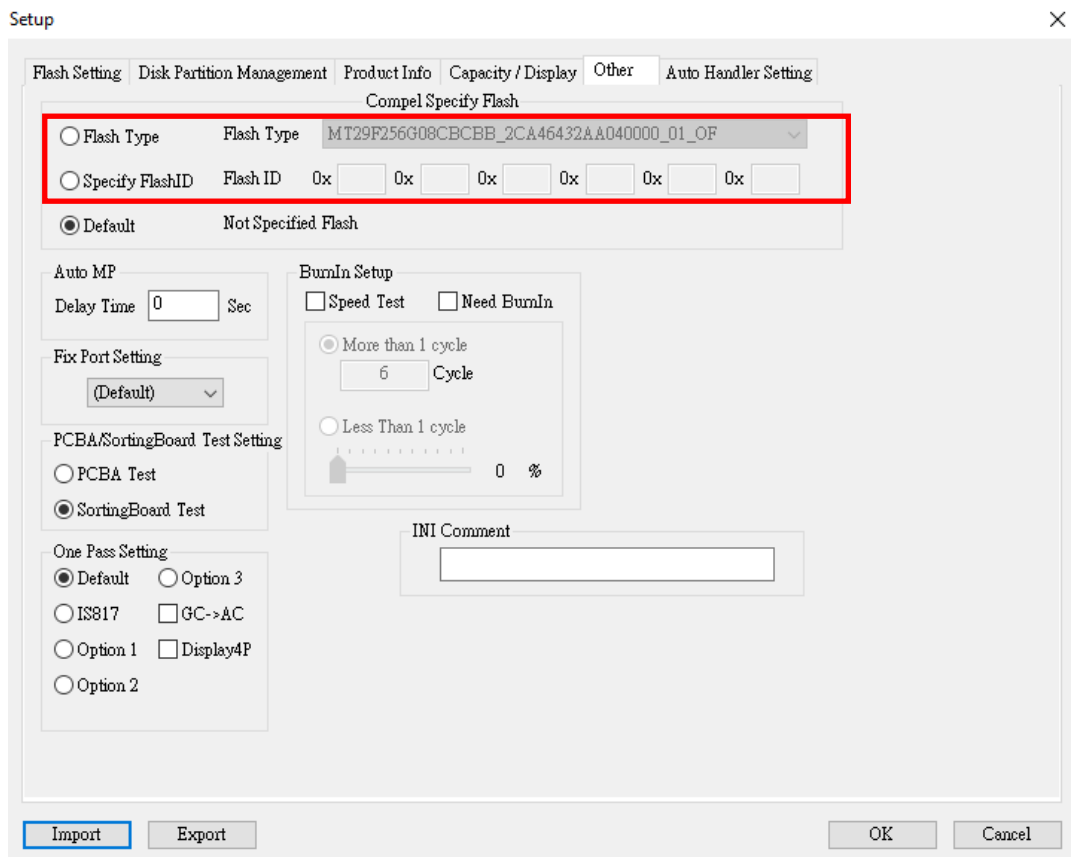 Setup
Flash Setting Disk Partition Management Product Info Capacity / Display Other Auto Handler Setting
Compel Specify Flash
Flash Type Flash Type MT29F256G08CBCBB_2CA46432AA040000_01_OF
Specify FlashID Flash ID 0x 0x 0x 0x 0x 0x
Default Not Specified Flash
Auto MP
Delay Time 0 Sec
Fix Port Setting
(Default)
PCBA/SortingBoard Test Setting
PCBA Test
SortingBoard Test
One Pass Setting
Default Option 3
IS817 GC->AC
Option 1 Display4P
Option 2
BurnIn Setup
Speed Test Need BurnIn
More than 1 cycle
6 Cycle
Less Than 1 cycle
0 %
INI Comment
Import Export OK Cancel